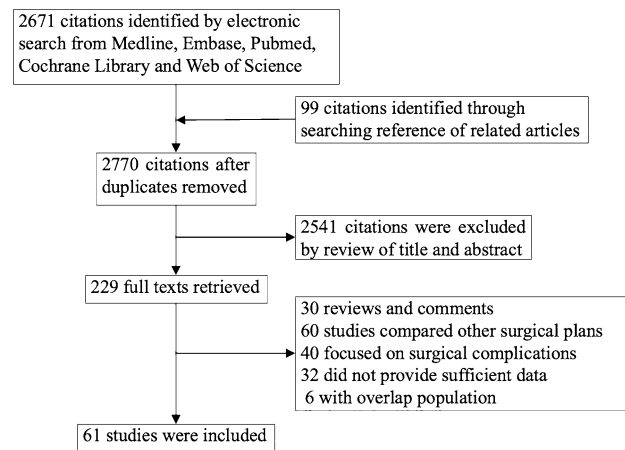 2671 citations identified by electronic
search from Medline, Embase, Pubmed,
Cochrane Library and Web of Science
99 citations identified through
searching reference of related articles
2770 citations after
duplicates removed
2541 citations were excluded
by review of title and abstract
229 full texts retrieved
30 reviews and comments
60 studies compared other surgical plans
40 focused on surgical complications
32 did not provide sufficient data
6 with overlap population
61 studies were included